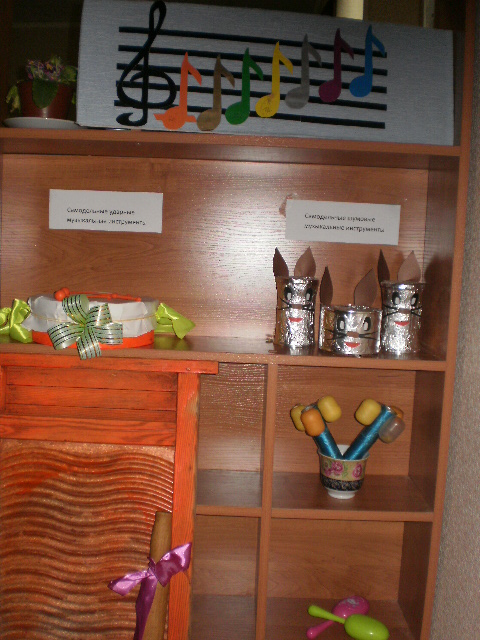 Самодельные ударные
музыкальные инструменты
Самодельные шумовые
музыкальные инструменты